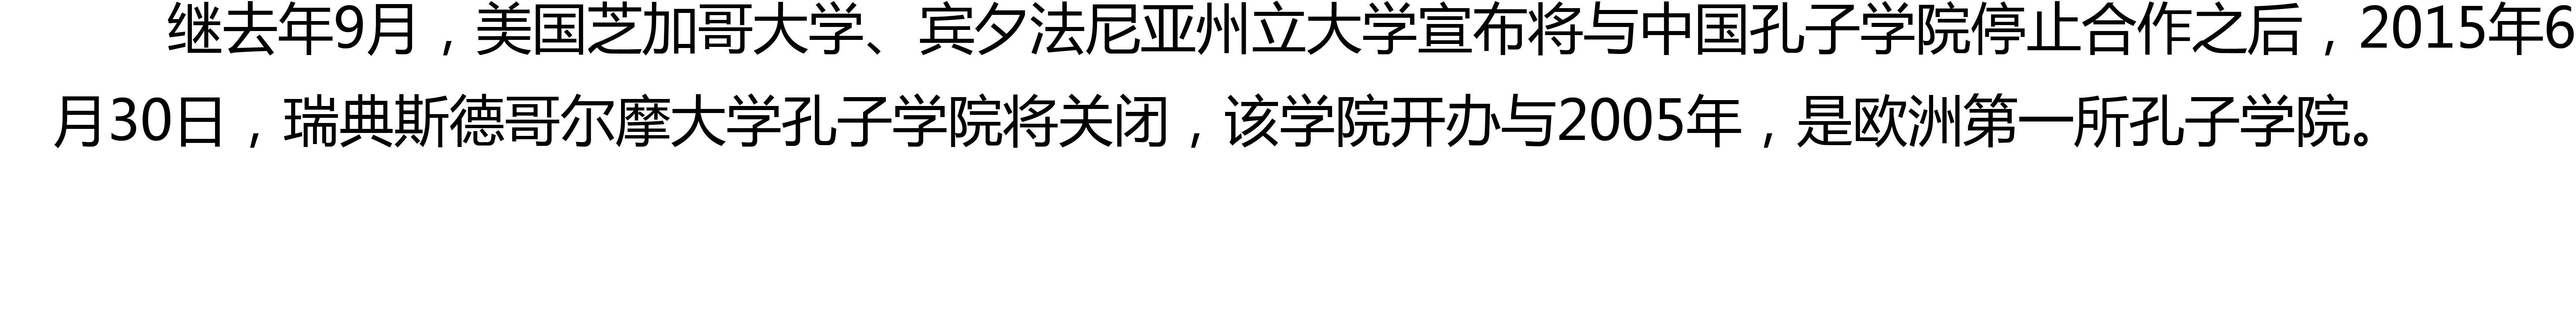 继去年9月，美国芝加哥大学、宾夕法尼亚州立大学宣布将与中国孔子学院停止合作之后，2015年6
月30日，瑞典斯德哥尔摩大学孔子学院将关闭，该学院开办与2005年，是欧洲第一所孔子学院。